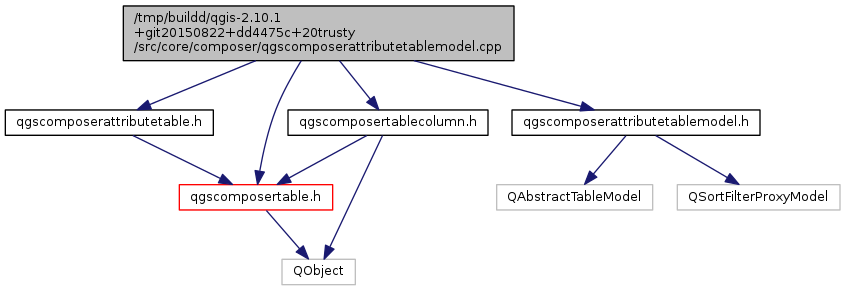 /tmp/buildd/qgis-2.10.1
+git20150822+dd4475c+20trusty
/src/core/composer/qgscomposerattributetablemodel.cpp
qgscomposerattributetable.h
qgscomposertablecolumn.h
qgscomposerattributetablemodel.h
qgscomposertable.h
QAbstractTableModel
QSortFilterProxyModel
QObject